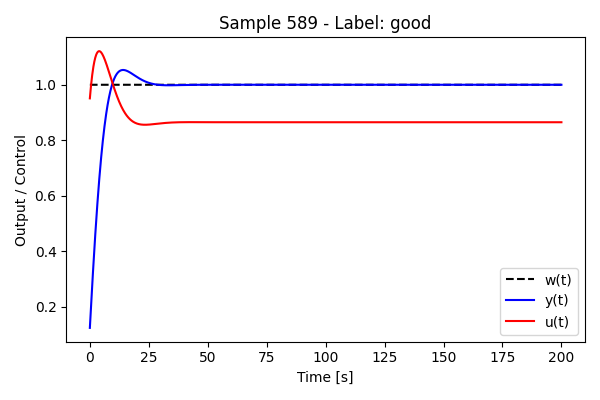 Sample 589 - Label: good
Output / Control
1.0
0.8
0.6
0.4
0.2
w(t)
y(t)
u(t)
0 25 50 75 100 125 150 175 200
Time [s]